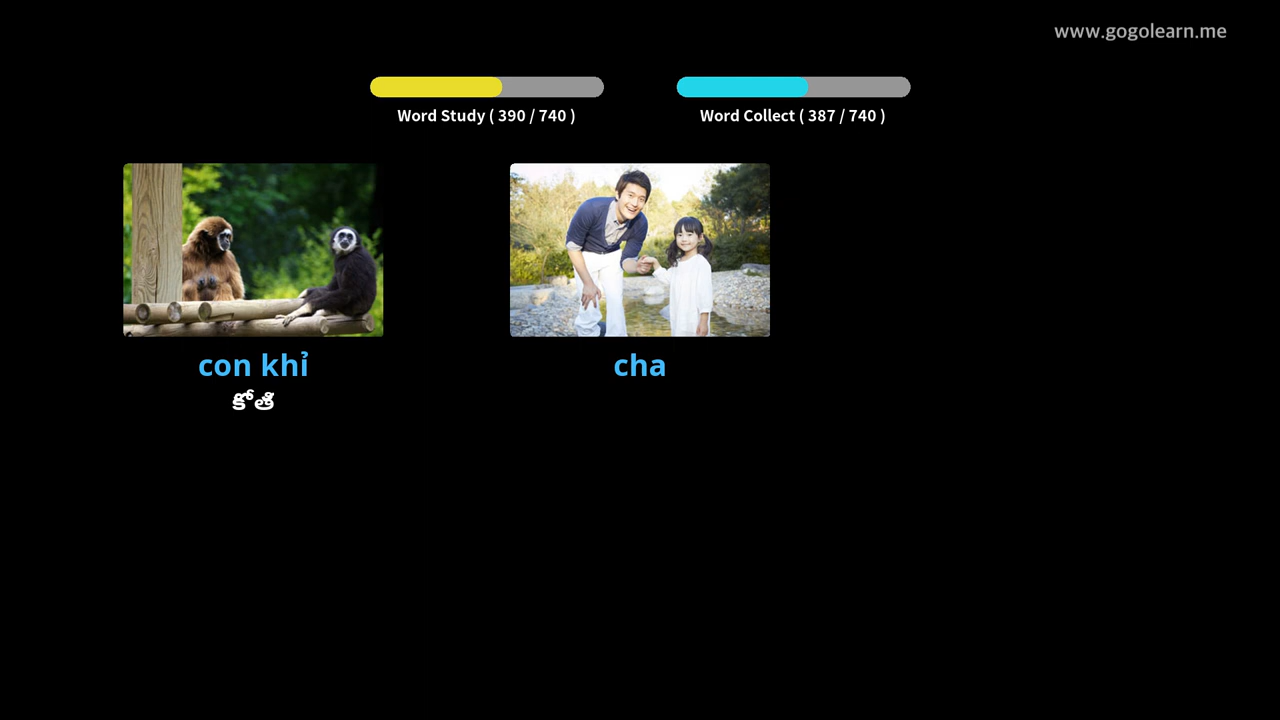 www.gogolearn.me
Word Study ( 390 / 740 )
Word Collect ( 387 / 740 )
con khỉ
cha
కోతి